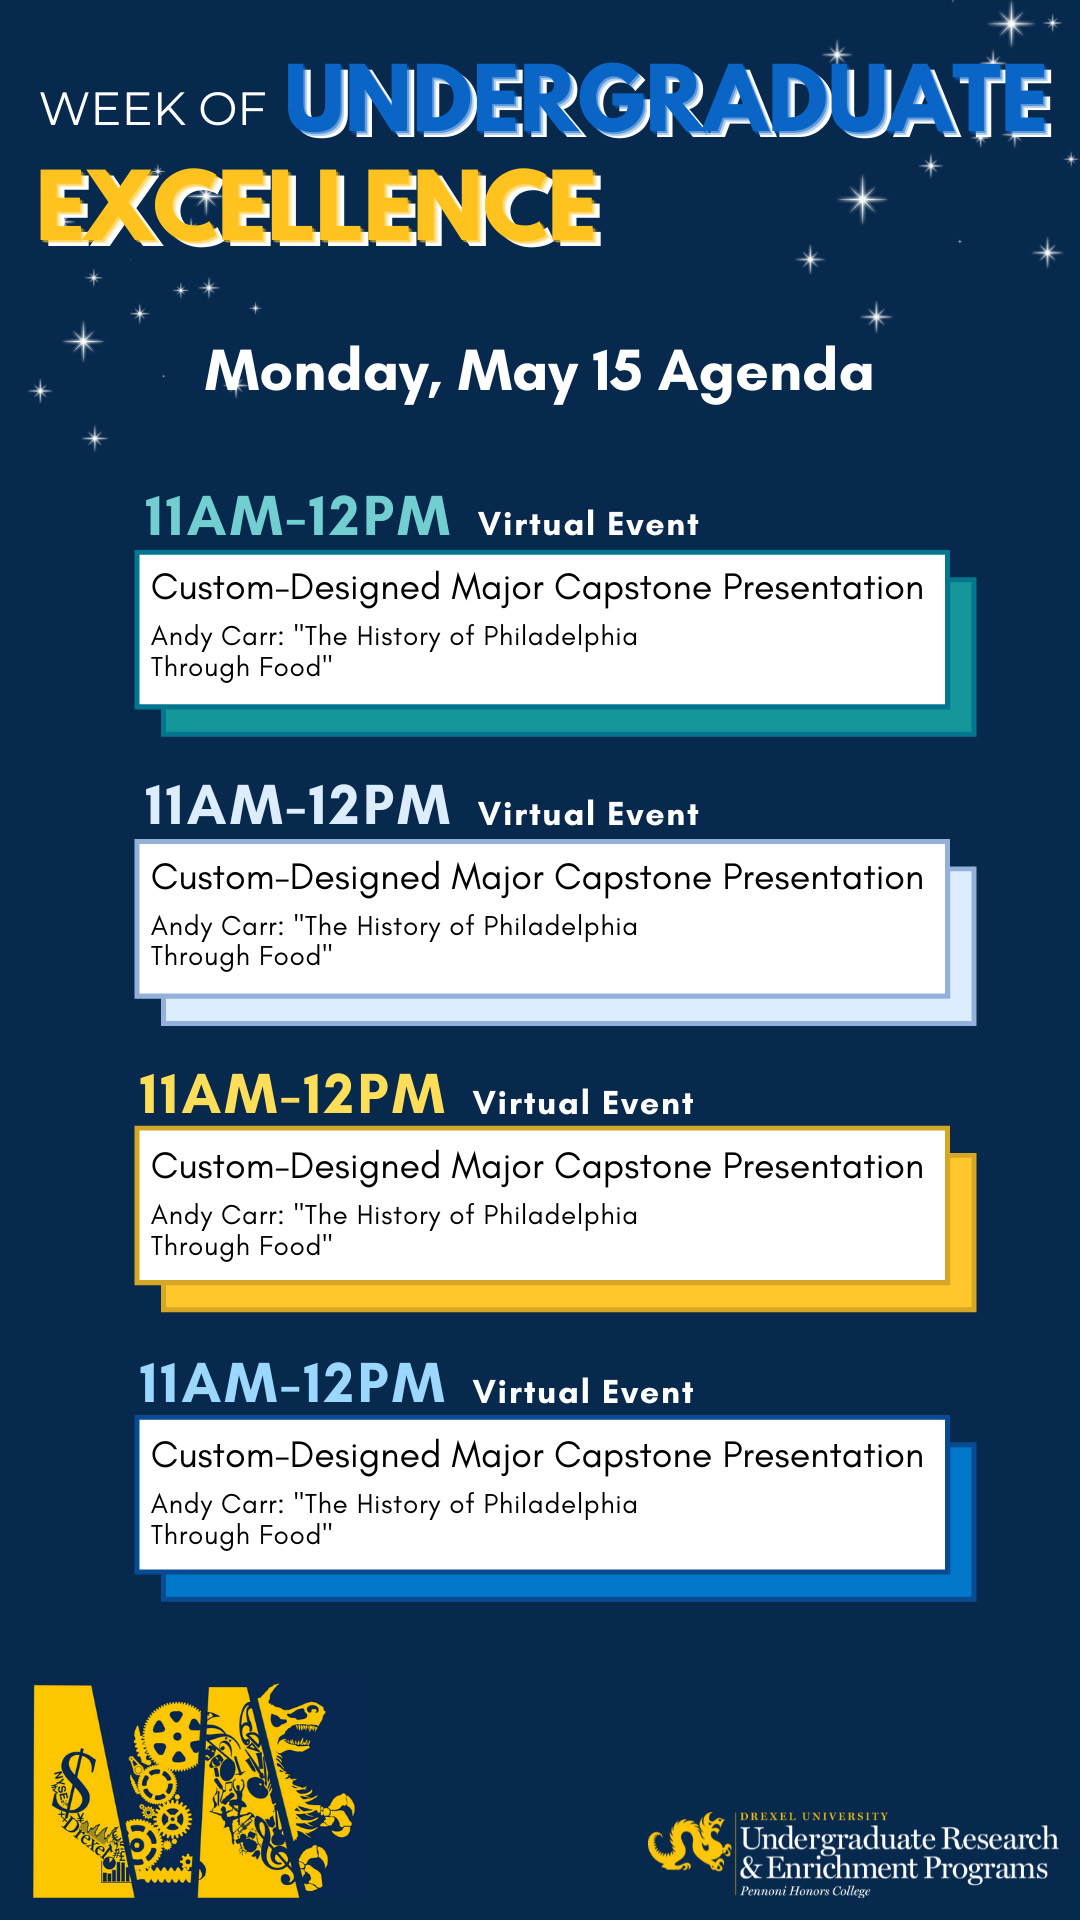 WEEK OF UNDERGRADUATE
EXCELLENCE
Monday, May 15 Agenda
11AM-12PM Virtual Event
Custom-Designed Major Capstone Presentation
Andy Carr: "The History of Philadelphia
Through Food"
11AM-12PM Virtual Event
Custom-Designed Major Capstone Presentation
Andy Carr: "The History of Philadelphia
Through Food"
11AM-12PM Virtual Event
Custom-Designed Major Capstone Presentation
Andy Carr: "The History of Philadelphia
Through Food"
11AM-12PM Virtual Event
Custom-Designed Major Capstone Presentation
Andy Carr: "The History of Philadelphia
Through Food"
$
NYSE
Drexel
DREXEL UNIVERSITY
Undergraduate Research
& Enrichment Programs
Pennoni Honors College